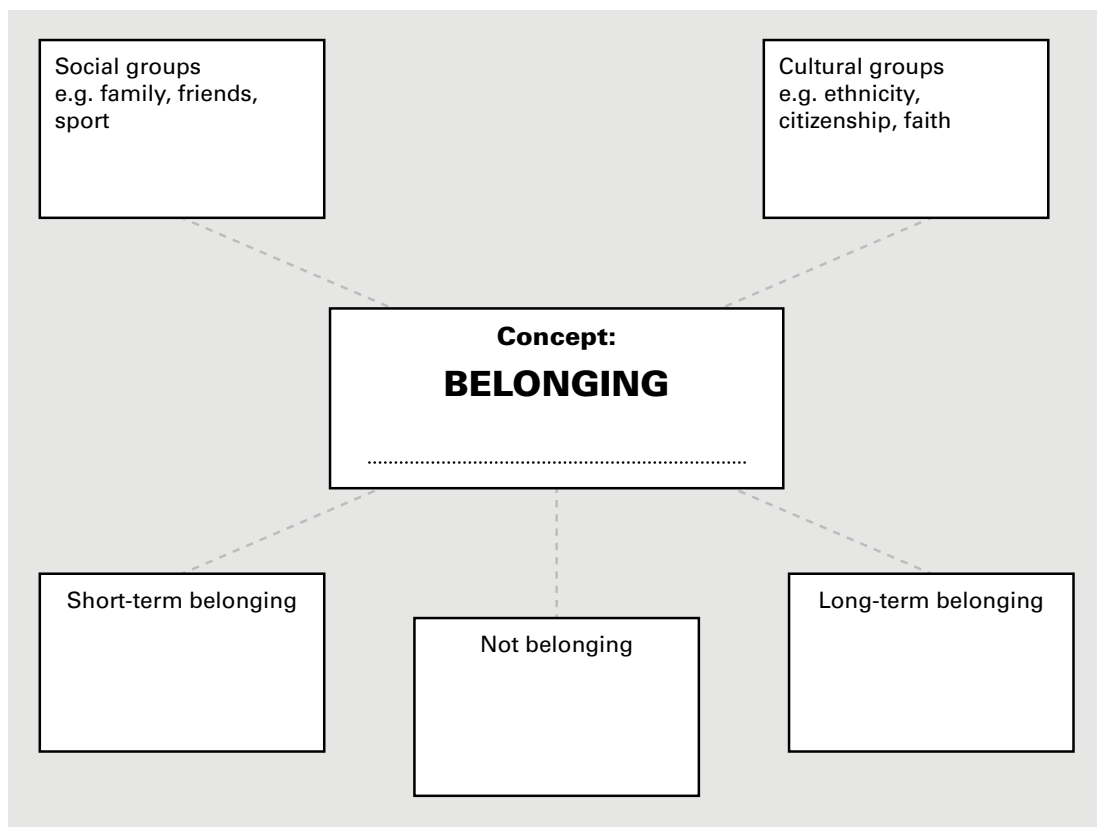 Social groups
e.g. family, friends,
sport
Cultural groups
e.g. ethnicity,
citizenship, faith
Concept:
BELONGING
Short-term belonging
Not belonging
Long-term belonging